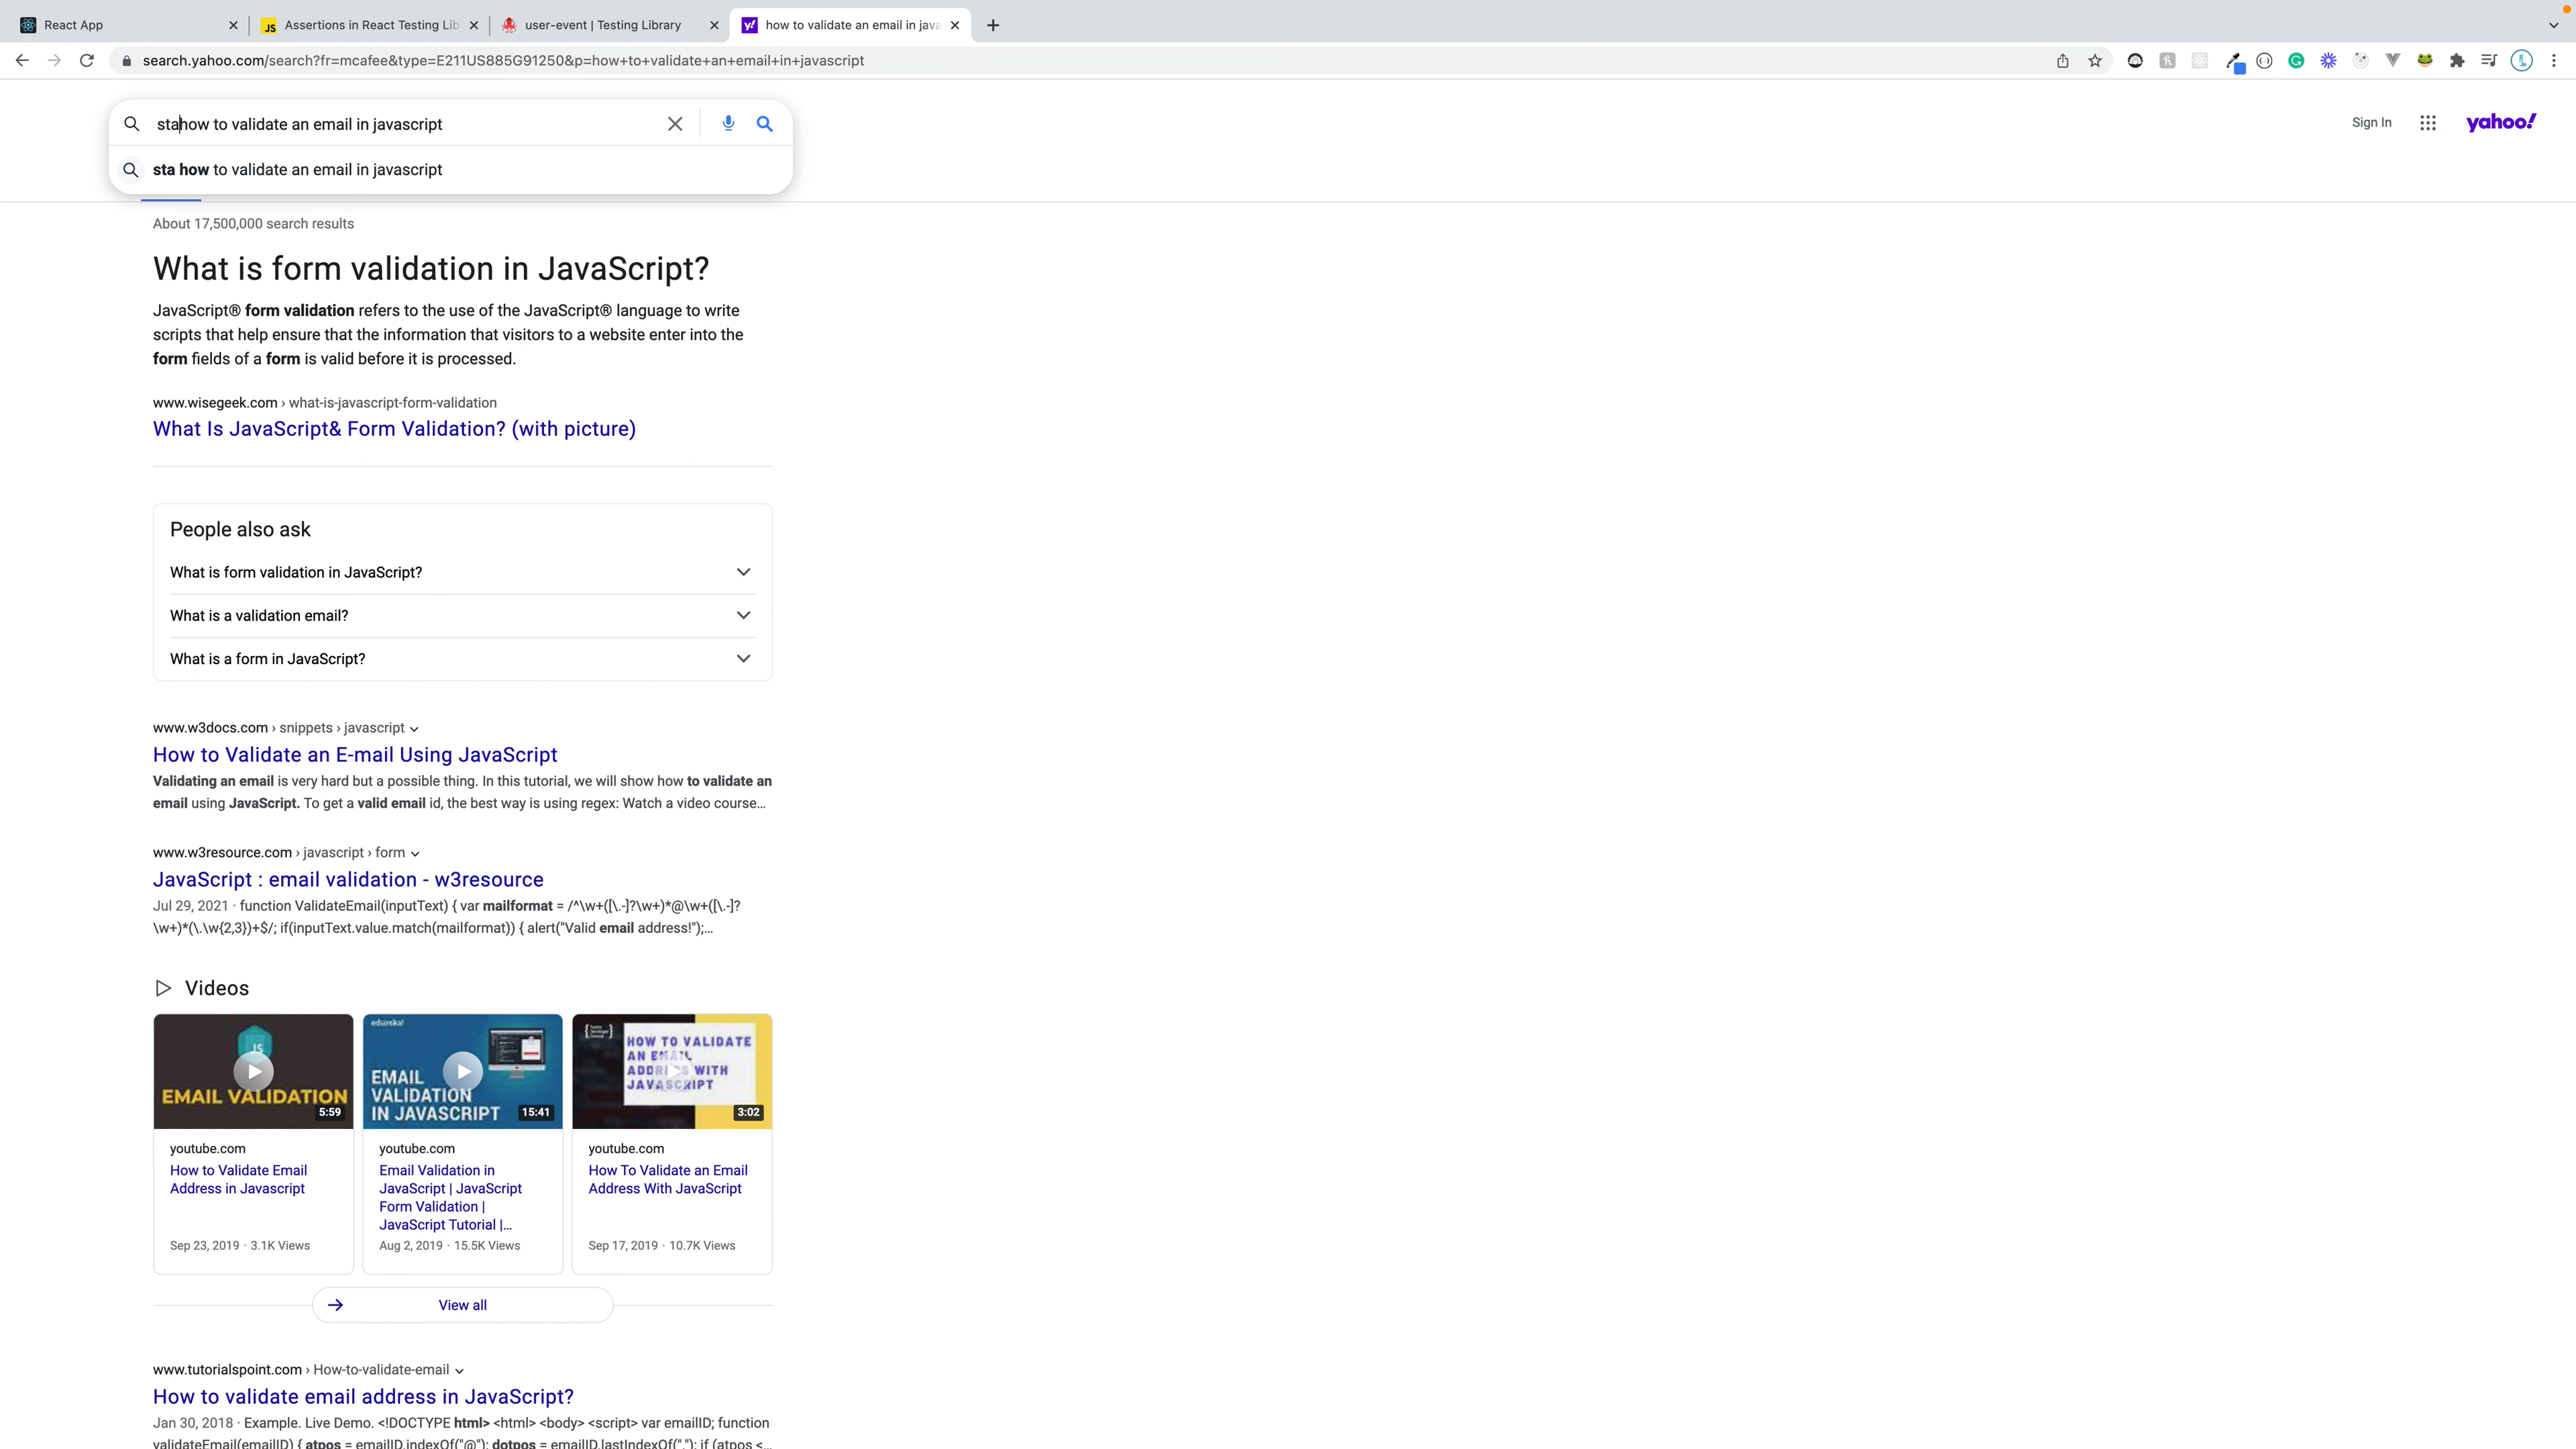 React App
Assertions in React Testing Lib
user-event | Testing Library
how to validate an email in java
search.yahoo.com/search?fr=mcafee&type=E211US885G91250&p=how+to+validate+an+email+in+javascript
stahow to validate an email in javascript
Sign In
yahoo!
sta how to validate an email in javascript
About 17,500,000 search results
What is form validation in JavaScript?
JavaScript® form validation refers to the use of the JavaScript® language to write
scripts that help ensure that the information that visitors to a website enter into the
form fields of a form is valid before it is processed.
www.wisegeek.com › what-is-javascript-form-validation
What Is JavaScript& Form Validation? (with picture)
People also ask
What is form validation in JavaScript?
What is a validation email?
What is a form in JavaScript?
www.w3docs.com › snippets › javascript
How to Validate an E-mail Using JavaScript
Validating an email is very hard but a possible thing. In this tutorial, we will show how to validate an
email using JavaScript. To get a valid email id, the best way is using regex: Watch a video course...
www.w3resource.com › javascript › form
JavaScript : email validation - w3resource
Jul 29, 2021 · function ValidateEmail(inputText) { var mailformat = /^\w+([\.-]?\w+)*@\w+([\.-]?
\w+)*(\.\w{2,3})+$/; if(inputText.value.match(mailformat)) { alert("Valid email address!");...
Videos
JS
EMAIL VALIDATION
5:59
edureka!
EMAIL
VALIDATION
IN JAVASCRIPT
15:41
HOW TO VALIDATE
AN EMAIL
ADDRESS WITH
JAVASCRIPT
3:02
youtube.com
How to Validate Email
Address in Javascript
Sep 23, 2019 · 3.1K Views
youtube.com
Email Validation in
JavaScript | JavaScript
Form Validation |
JavaScript Tutorial |...
Aug 2, 2019 · 15.5K Views
youtube.com
How To Validate an Email
Address With JavaScript
Sep 17, 2019 · 10.7K Views
View all
www.tutorialspoint.com › How-to-validate-email
How to validate email address in JavaScript?
Jan 30, 2018 · Example. Live Demo. <!DOCTYPE html> <html> <body> <script> var emailID; function
validateEmail(emailID) { atpos = emailID.indexOf("@"); dotpos = emailID.lastIndexOf("."); if (atpos <...